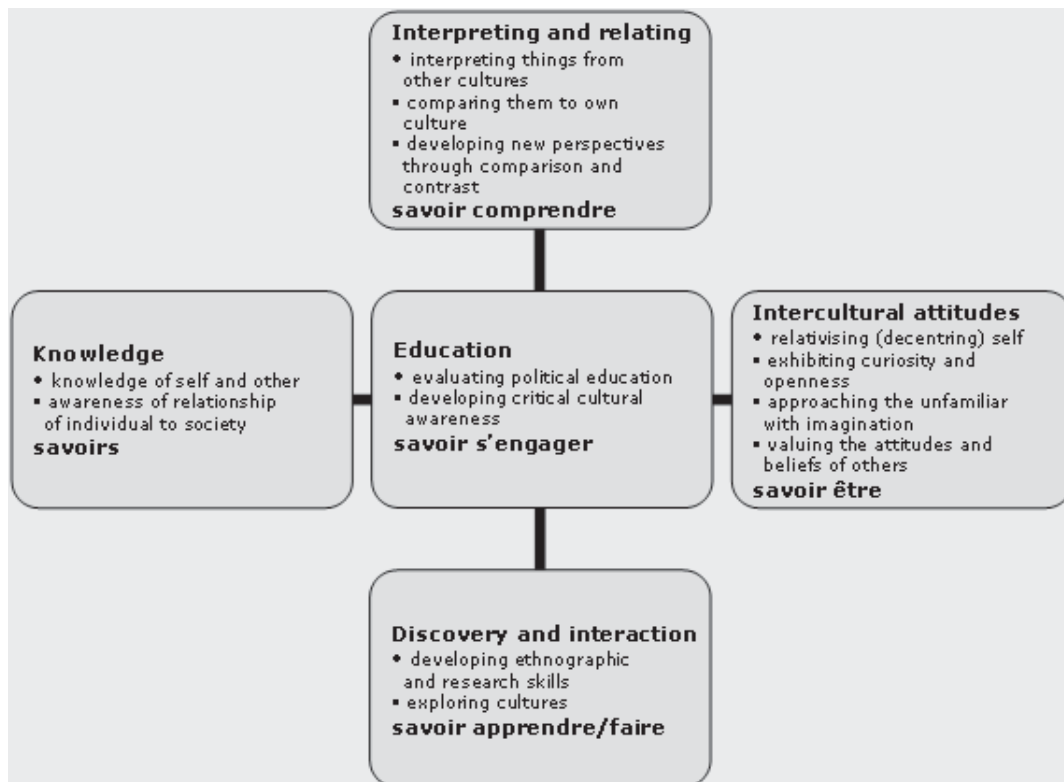 Interpreting and relating
• interpreting things from
other cultures
▪ comparing them to own
culture
▪ developing new perspectives
through comparison and
contrast
savoir comprendre
Knowledge
• knowledge of self and other
▪ awareness of relationship
of individual to society
savoirs
Education
• evaluating political education
▪ developing critical cultural
awareness
savoir s'engager
Intercultural attitudes
• relativising (decentring) self
▪ exhibiting curiosity and
openness
▪ approaching the unfamiliar
with imagination
▪ valuing the attitudes and
beliefs of others
savoir être
Discovery and interaction
• developing ethnographic
and research skills
▪ exploring cultures
savoir apprendre/faire